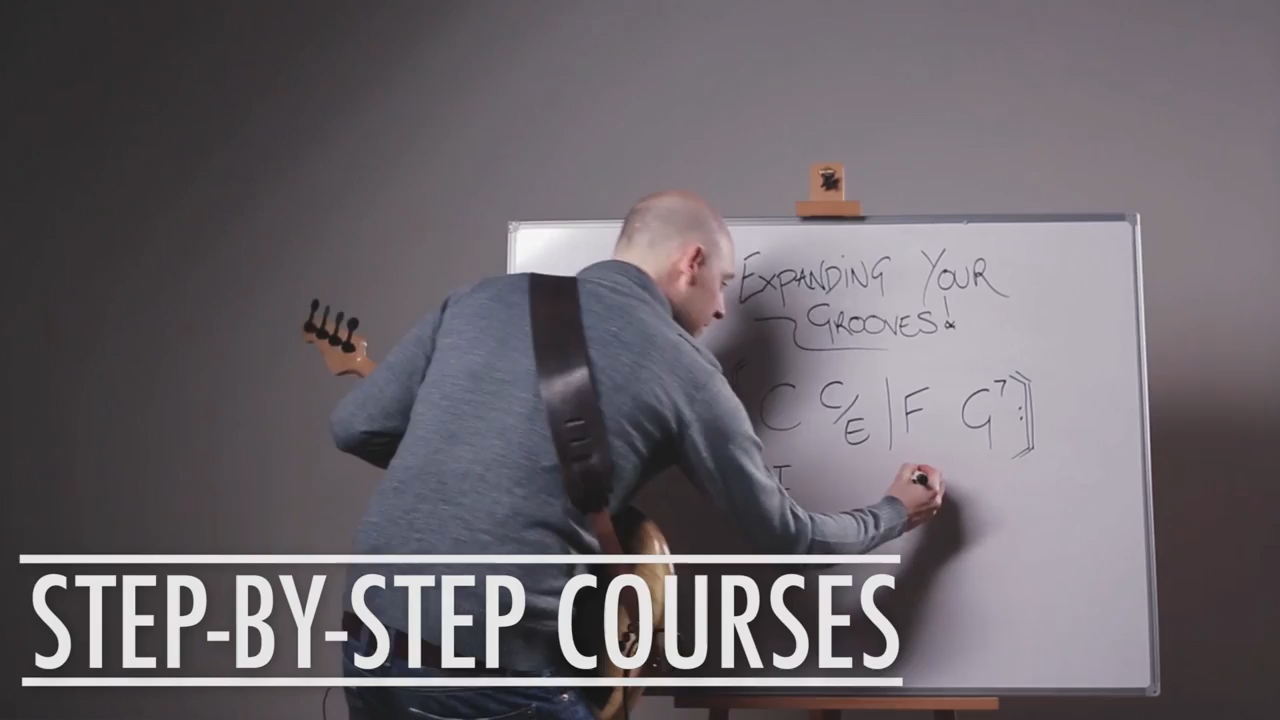 EXPANDING YOUR
GROOVES!
C C/E | F G7 :]
I
STEP-BY-STEP COURSES